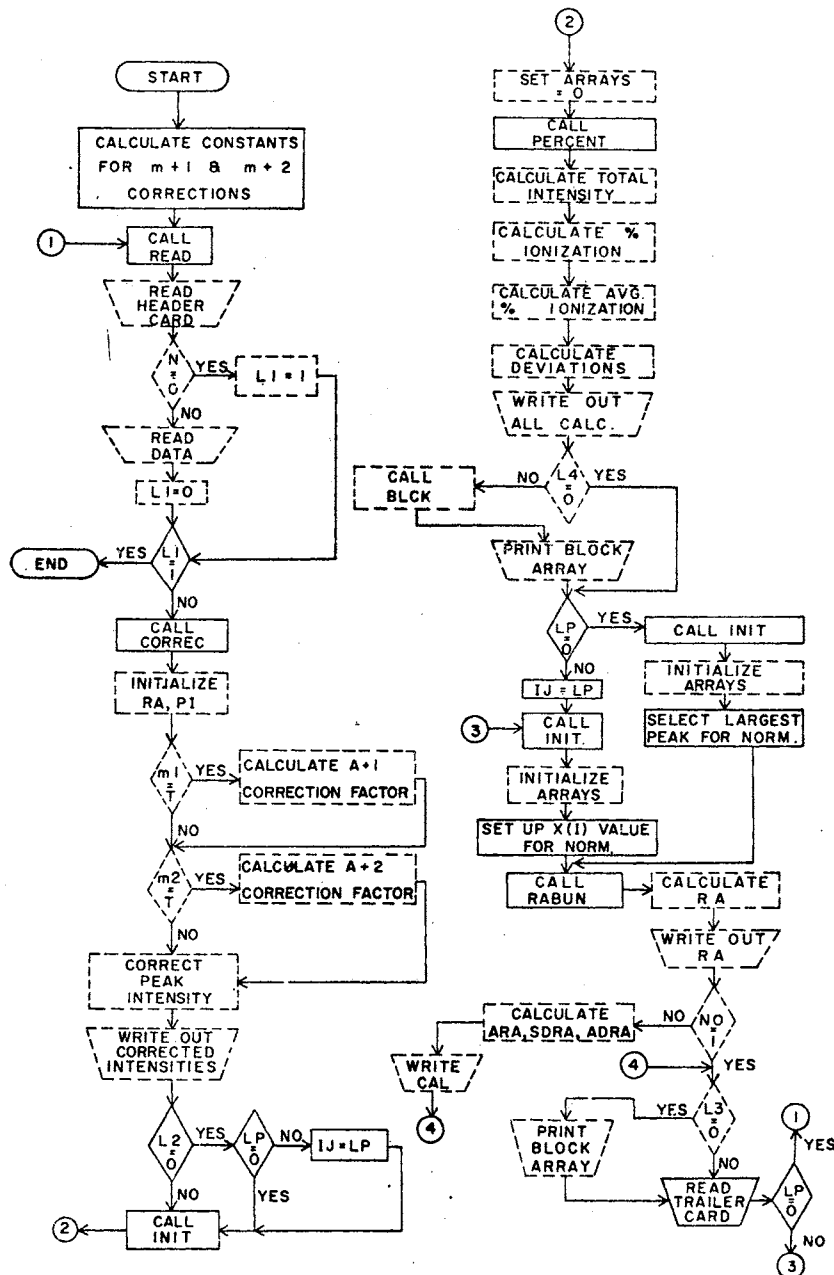 START
CALCULATE CONSTANTS
FOR m+1 & m+2
CORRECTIONS
1
CALL
READ
READ
HEADER
CARD
N
=
0
YES
L1=1
NO
READ
DATA
L1=0
L1
=
1
YES
END
NO
CALL
CORREC
INITIALIZE
RA, PI
m1
=
T
YES
CALCULATE A+1
CORRECTION FACTOR
NO
m2
=
T
YES
CALCULATE A+2
CORRECTION FACTOR
NO
CORRECT
PEAK
INTENSITY
WRITE OUT
CORRECTED
INTENSITIES
L2
=
0
YES
LP
=
0
NO
IJ=LP
NO
YES
CALL
INIT
2
2
SET ARRAYS
= 0
CALL
PERCENT
CALCULATE TOTAL
INTENSITY
CALCULATE %
IONIZATION
CALCULATE AVG.
% IONIZATION
CALCULATE
DEVIATIONS
WRITE OUT
ALL CALC.
L4
=
0
NO
YES
CALL
BLCK
PRINT BLOCK
ARRAY
LP
=
0
YES
CALL INIT
INITIALIZE
ARRAYS
SELECT LARGEST
PEAK FOR NORM.
NO
IJ = LP
3
CALL
INIT.
INITIALIZE
ARRAYS
SET UP X(I) VALUE
FOR NORM.
CALL
RABUN
CALCULATE
RA
WRITE OUT
RA
NO
=
1
NO
CALCULATE
ARA, SDRA, ADRA
WRITE
CAL
4
YES
4
L3
=
0
YES
PRINT
BLOCK
ARRAY
NO
READ
TRAILER
CARD
LP
=
0
YES
1
NO
3